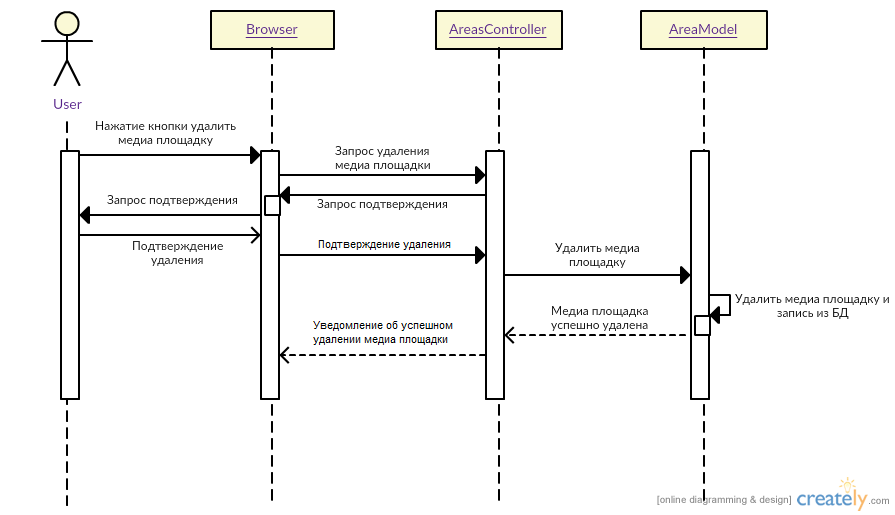 Browser
AreasController
AreaModel
User
Нажатие кнопки удалить
медиа площадку
Запрос удаления
медиа площадки
Запрос подтверждения
Запрос подтверждения
Подтверждение
удаления
Подтверждение удаления
Удалить медиа
площадку
Удалить медиа площадку и
запись из БД
Медиа площадка
успешно удалена
Уведомление об успешном
удалении медиа площадки
[online diagramming & design] creately.com